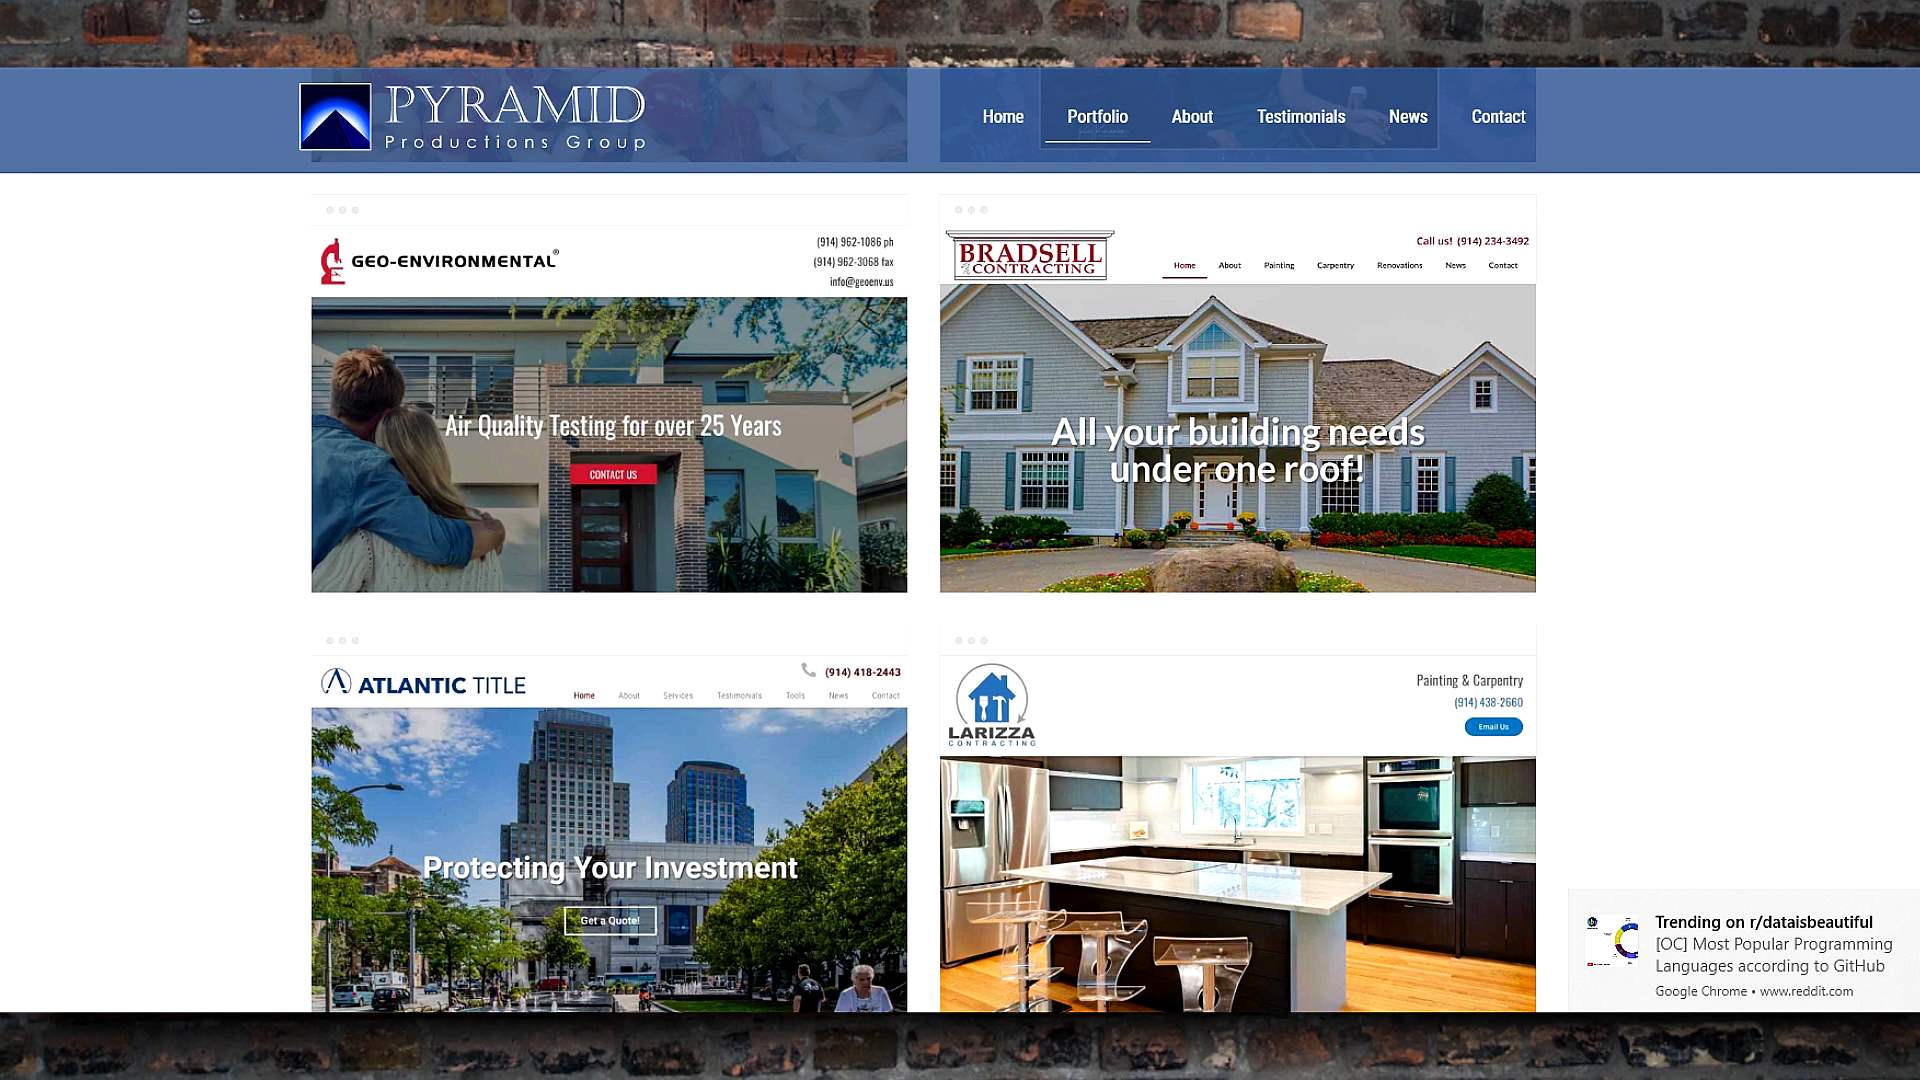 PYRAMID
Productions Group
Home Portfolio About Testimonials News Contact
GEO-ENVIRONMENTAL®
(914) 962-1086 ph
(914) 962-3068 fax
info@geoenv.us
Air Quality Testing for over 25 Years
CONTACT US
BRADSELL
CONTRACTING
Call us! (914) 234-3492
Home About Painting Carpentry Renovations News Contact
All your building needs
under one roof!
ATLANTIC TITLE
(914) 418-2443
Home About Services Testimonials Tools News Contact
Protecting Your Investment
Get a Quote!
LARIZZA
CONTRACTING
Painting & Carpentry
(914) 438-2660
Email Us
Trending on r/dataisbeautiful
[OC] Most Popular Programming
Languages according to GitHub
Google Chrome • www.reddit.com